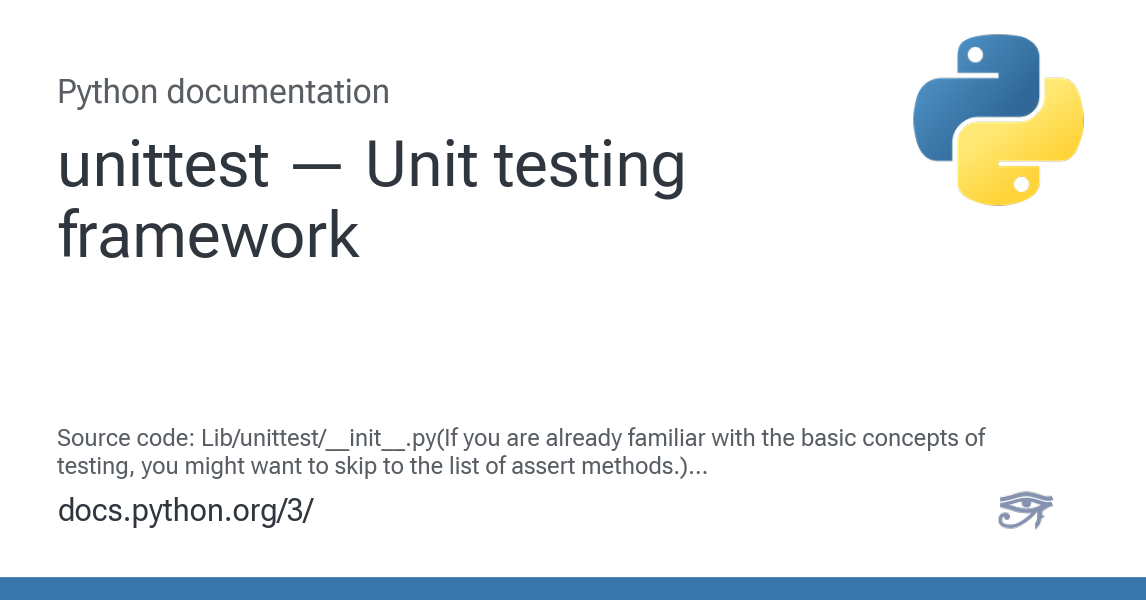 Python documentation
unittest — Unit testing
framework
Source code: Lib/unittest/__init__.py(If you are already familiar with the basic concepts of
testing, you might want to skip to the list of assert methods.)...
docs.python.org/3/